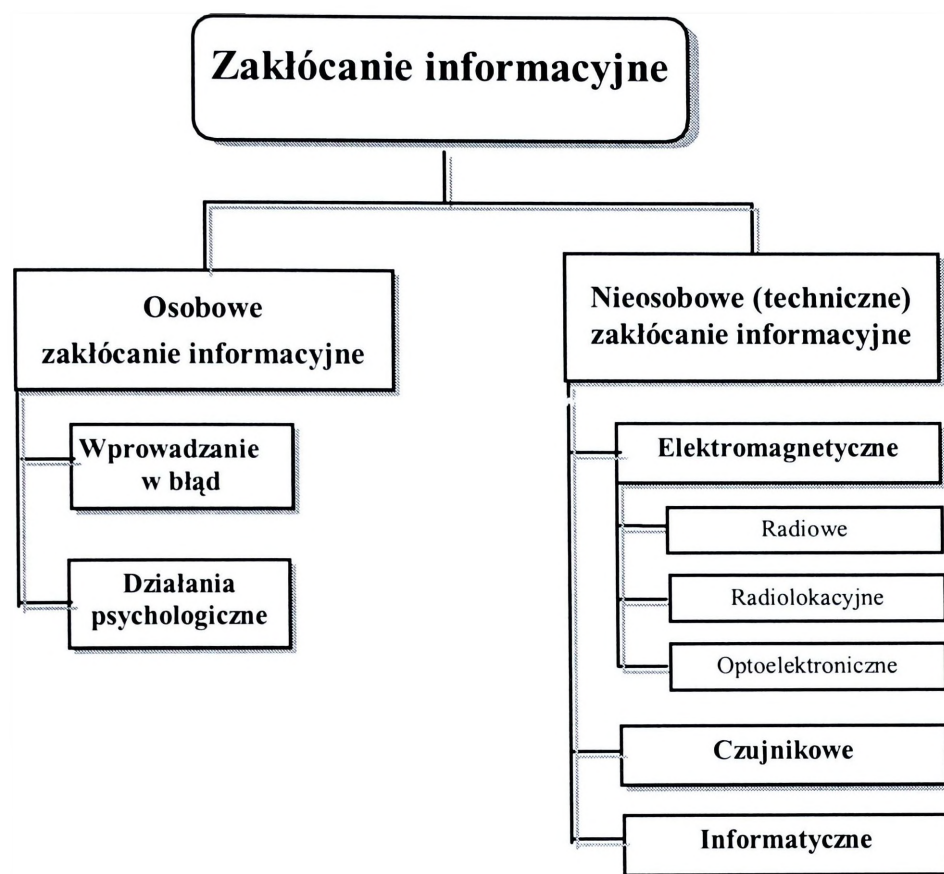 Zakłócanie informacyjne
Osobowe
zakłócanie informacyjne
Wprowadzanie
w błąd
Działania
psychologiczne
Nieosobowe (techniczne)
zakłócanie informacyjne
Elektromagnetyczne
Radiowe
Radiolokacyjne
Optoelektroniczne
Czujnikowe
Informatyczne